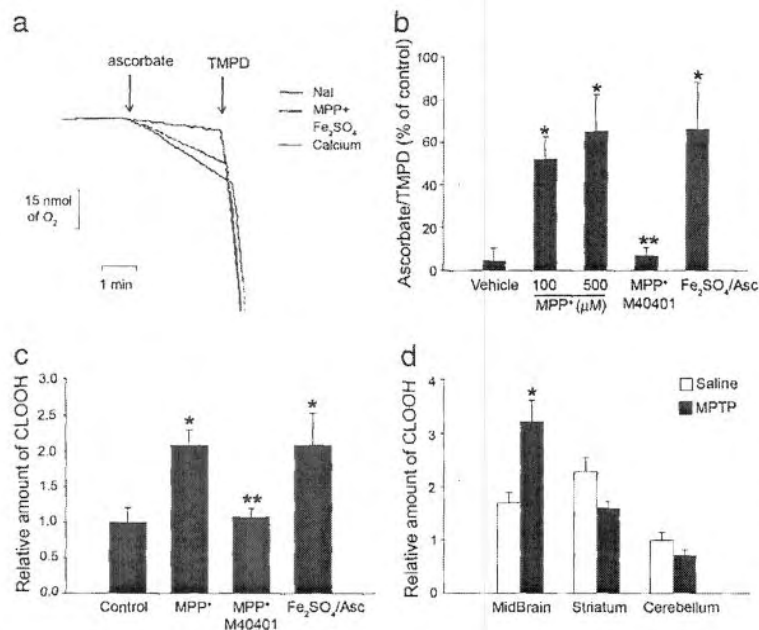 a
ascorbate TMPD
Nal
MPP+
Fe₂SO₄
Calcium
15 nmol
of O₂
1 min
b
Ascorbate/TMPD (% of control)
100
80
60
40
20
0
* * ** *
Vehicle 100 500 MPP⁺ Fe₂SO₄/Asc
MPP⁺ (µM) M40401
c
Relative amount of CLOOH
3.0
2.5
2.0
1.5
1.0
0.5
0.0
* ** *
Control MPP⁺ MPP⁺ Fe₂SO₄/Asc
M40401
d
Relative amount of CLOOH
4
3
2
1
0
*
Saline
MPTP
MidBrain Striatum Cerebellum